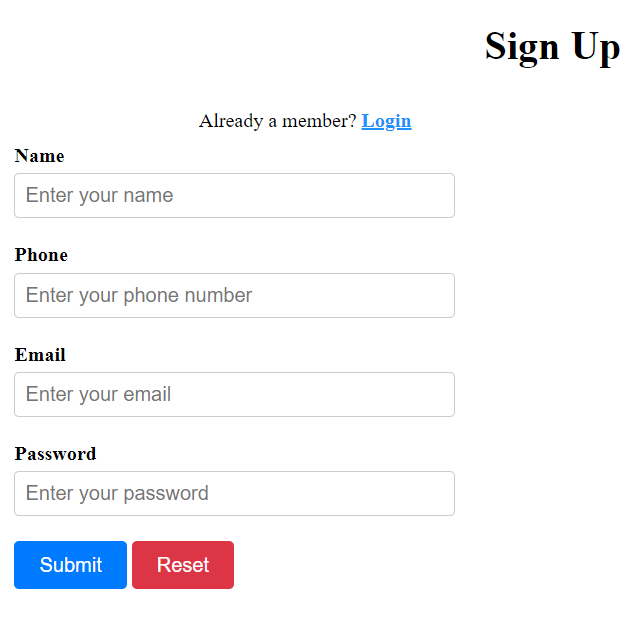 Sign Up
Already a member? Login
Name
Enter your name
Phone
Enter your phone number
Email
Enter your email
Password
Enter your password
Submit Reset